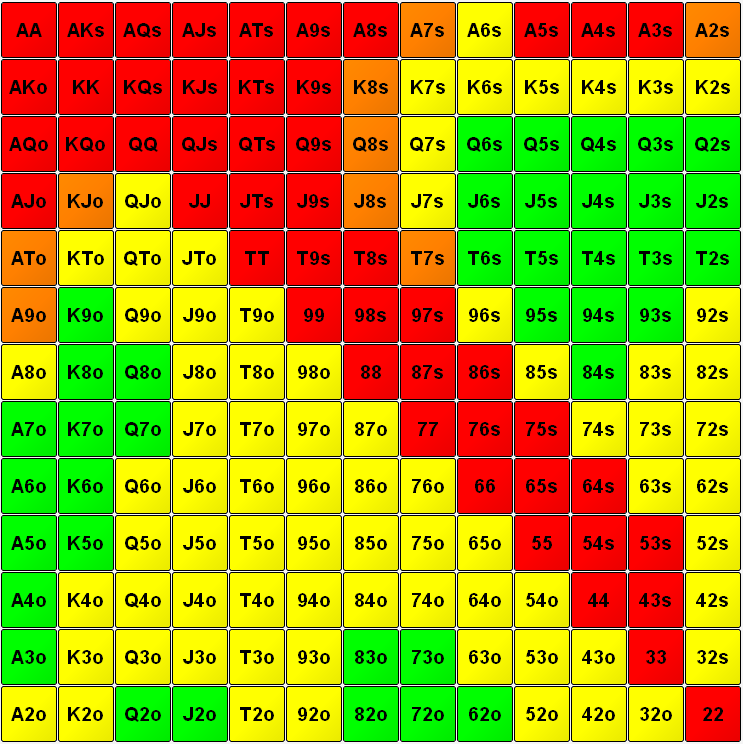 AA AKs AQs AJs ATs A9s A8s A7s A6s A5s A4s A3s A2s
AKo KK KQs KJs KTs K9s K8s K7s K6s K5s K4s K3s K2s
AQo KQo QQ QJs QTs Q9s Q8s Q7s Q6s Q5s Q4s Q3s Q2s
AJo KJo QJo JJ JTs J9s J8s J7s J6s J5s J4s J3s J2s
ATo KTo QTo JTo TT T9s T8s T7s T6s T5s T4s T3s T2s
A9o K9o Q9o J9o T9o 99 98s 97s 96s 95s 94s 93s 92s
A8o K8o Q8o J8o T8o 98o 88 87s 86s 85s 84s 83s 82s
A7o K7o Q7o J7o T7o 97o 87o 77 76s 75s 74s 73s 72s
A6o K6o Q6o J6o T6o 96o 86o 76o 66 65s 64s 63s 62s
A5o K5o Q5o J5o T5o 95o 85o 75o 65o 55 54s 53s 52s
A4o K4o Q4o J4o T4o 94o 84o 74o 64o 54o 44 43s 42s
A3o K3o Q3o J3o T3o 93o 83o 73o 63o 53o 43o 33 32s
A2o K2o Q2o J2o T2o 92o 82o 72o 62o 52o 42o 32o 22